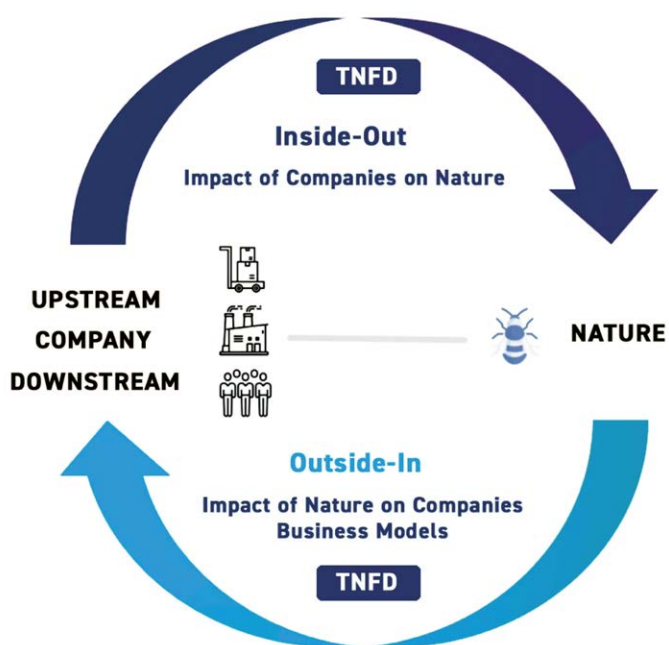 TNFD
Inside-Out
Impact of Companies on Nature
UPSTREAM
COMPANY
DOWNSTREAM
NATURE
Outside-In
Impact of Nature on Companies
Business Models
TNFD